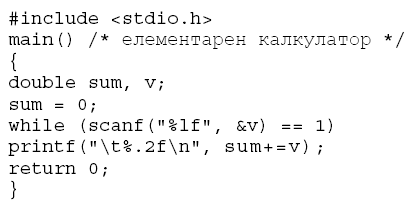 #include <stdio.h>
main() /* елементарен калкулатор */
{
double sum, v;
sum = 0;
while (scanf("%lf", &v) == 1)
printf("\t%.2f\n", sum+=v);
return 0;
}